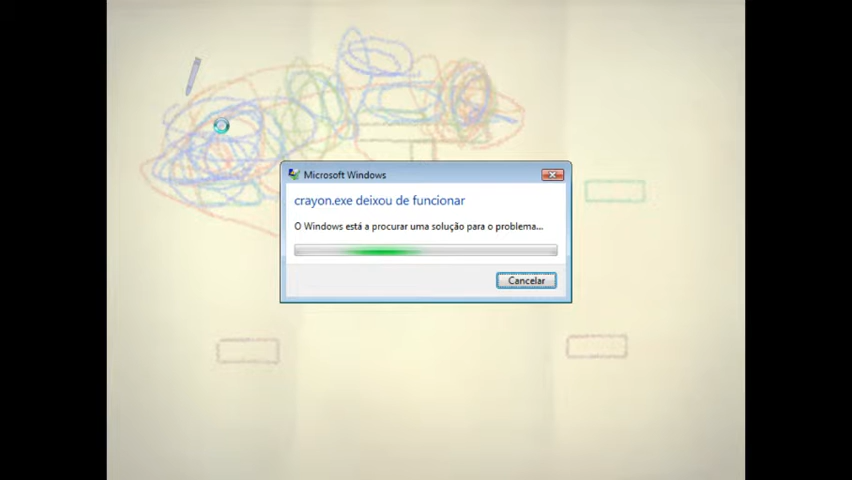 Microsoft Windows
crayon.exe deixou de funcionar
O Windows está a procurar uma solução para o problema...
Cancelar